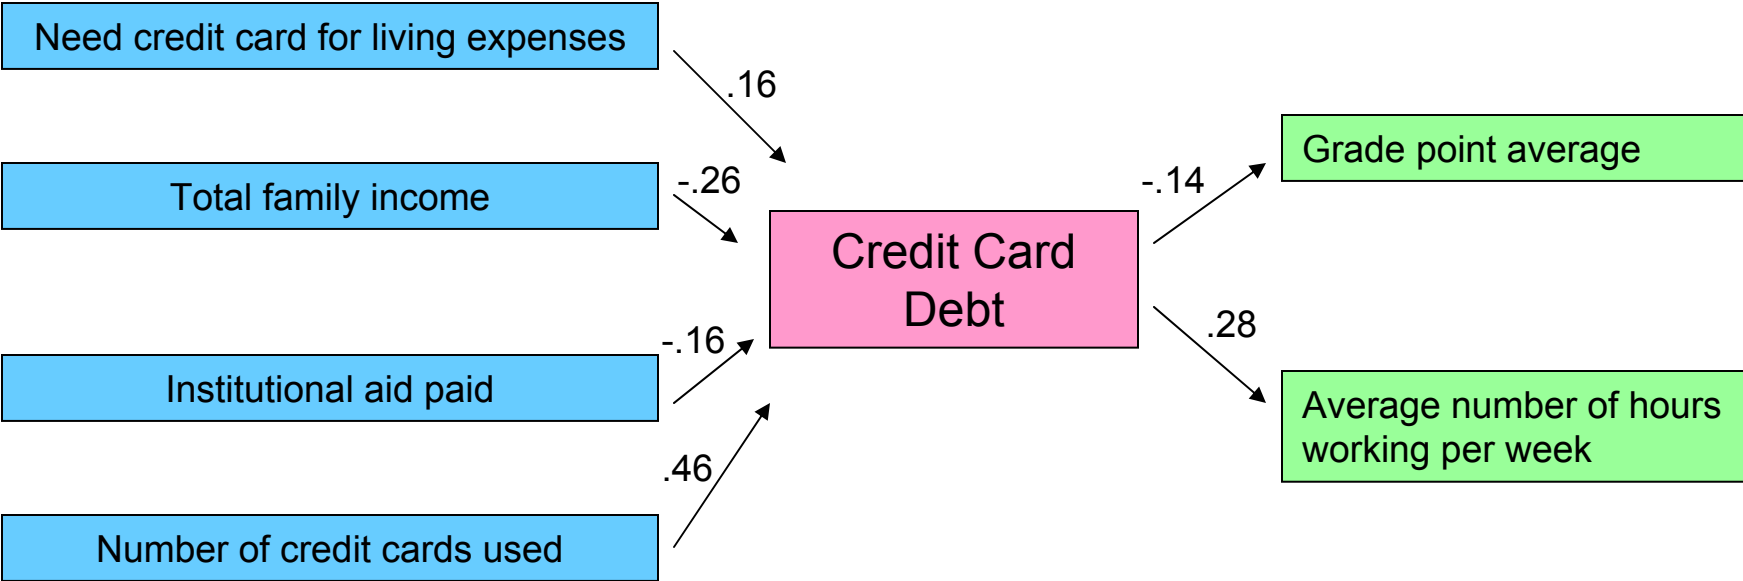 Need credit card for living expenses
.16
Total family income
-.26
Institutional aid paid
-.16
Number of credit cards used
.46
Credit Card
Debt
-.14
Grade point average
.28
Average number of hours
working per week